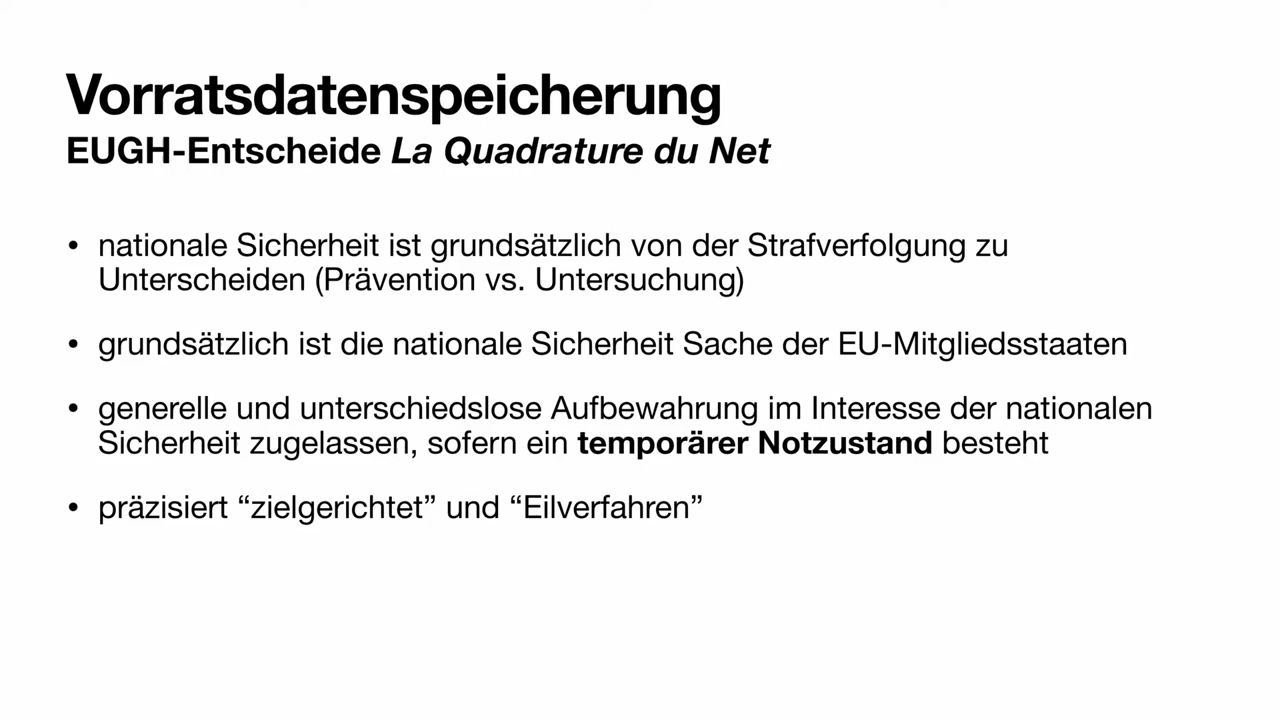 Vorratsdatenspeicherung
EUGH-Entscheide La Quadrature du Net
• nationale Sicherheit ist grundsätzlich von der Strafverfolgung zu
Unterscheiden (Prävention vs. Untersuchung)
• grundsätzlich ist die nationale Sicherheit Sache der EU-Mitgliedsstaaten
• generelle und unterschiedslose Aufbewahrung im Interesse der nationalen
Sicherheit zugelassen, sofern ein temporärer Notzustand besteht
• präzisiert “zielgerichtet” und “Eilverfahren”